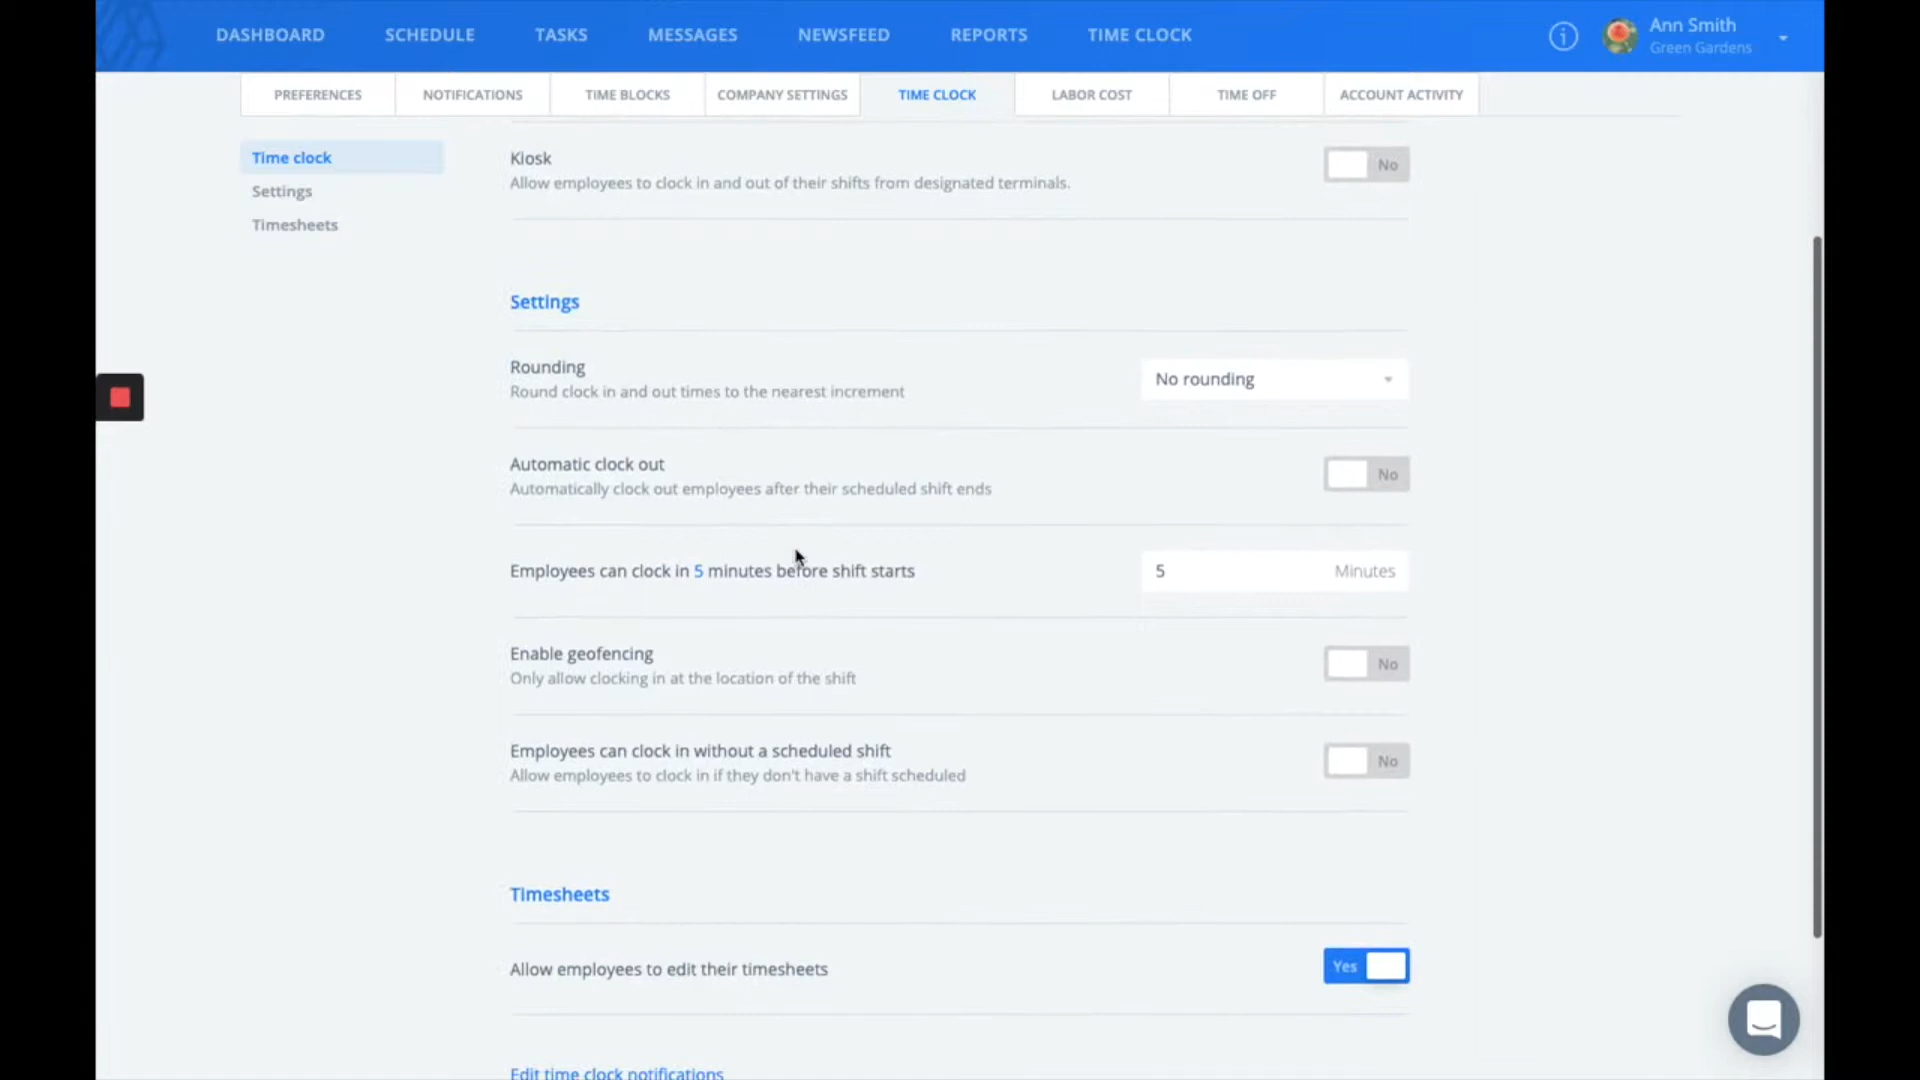 DASHBOARD SCHEDULE TASKS MESSAGES NEWSFEED REPORTS TIME CLOCK
Ann Smith
Green Gardens
PREFERENCES NOTIFICATIONS TIME BLOCKS COMPANY SETTINGS TIME CLOCK LABOR COST TIME OFF ACCOUNT ACTIVITY
Time clock
Settings
Timesheets
Kiosk
Allow employees to clock in and out of their shifts from designated terminals.
No
Settings
Rounding
Round clock in and out times to the nearest increment
No rounding
Automatic clock out
Automatically clock out employees after their scheduled shift ends
No
Employees can clock in 5 minutes before shift starts
5 Minutes
Enable geofencing
Only allow clocking in at the location of the shift
No
Employees can clock in without a scheduled shift
Allow employees to clock in if they don't have a shift scheduled
No
Timesheets
Allow employees to edit their timesheets
Yes
Edit time clock notifications